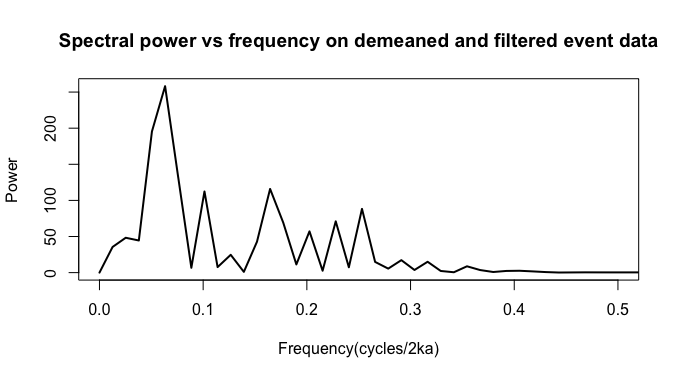 Spectral power vs frequency on demeaned and filtered event data
Power
200
100
50
0
0.0 0.1 0.2 0.3 0.4 0.5
Frequency(cycles/2ka)